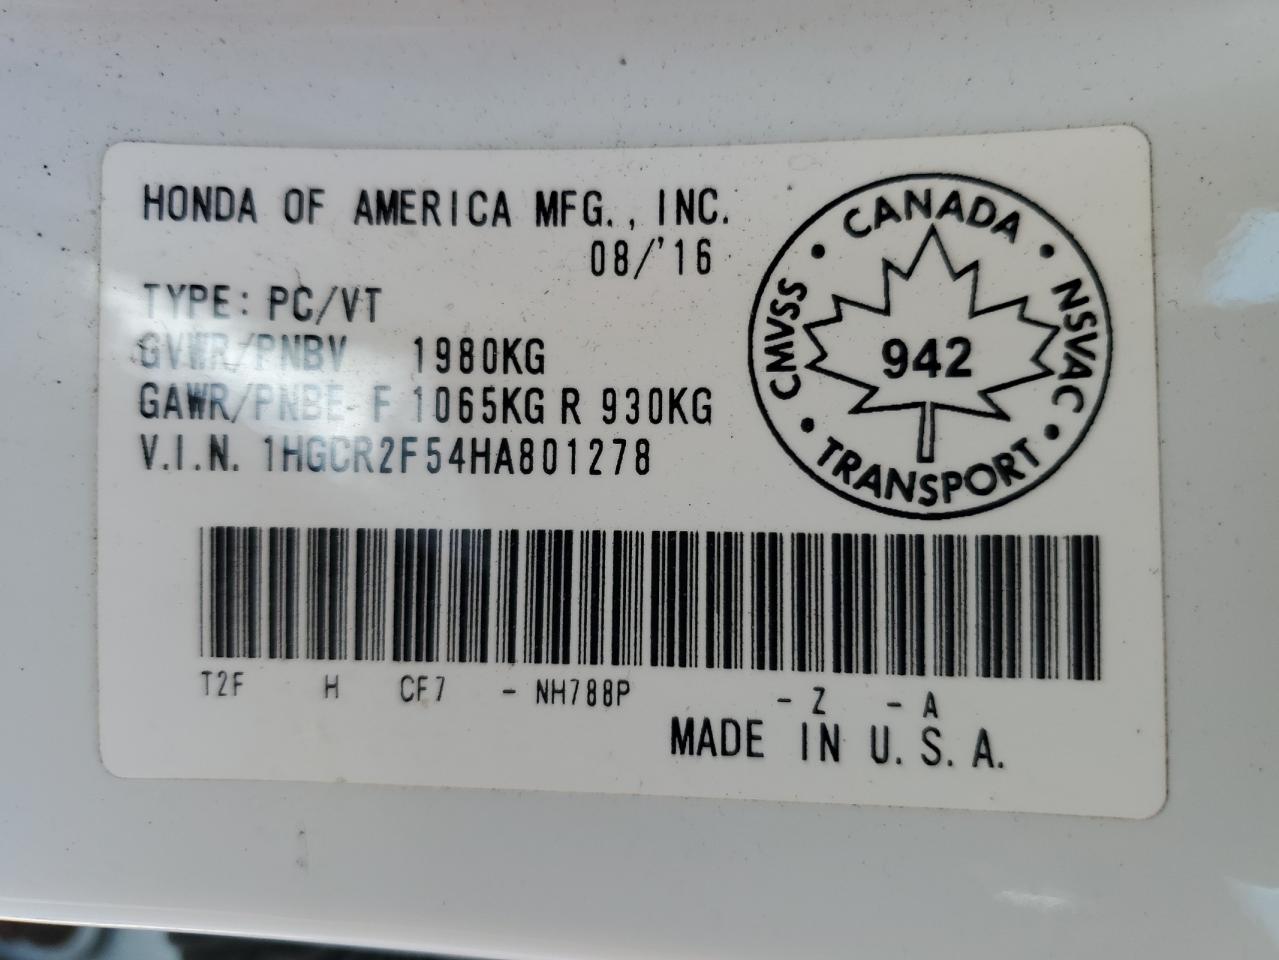 HONDA OF AMERICA MFG., INC.
08/'16
TYPE: PC/VT
GVWR/PNBV 1980KG
GAWR/PNBE F 1065KG R 930KG
V.I.N. 1HGCR2F54HA801278
CANADA
CMVSS
NSVAC
942
TRANSPORT
T2F H CF7 - NH788P - Z - A
MADE IN U.S.A.